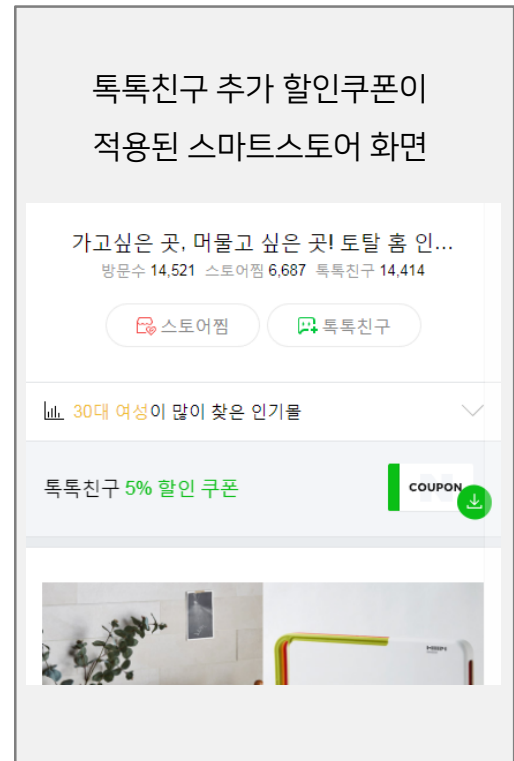 톡톡친구 추가 할인쿠폰이
적용된 스마트스토어 화면
가고싶은 곳, 머물고 싶은 곳! 토탈 홈 인...
방문수 14,521 스토어찜 6,687 톡톡친구 14,414
스토어찜 톡톡친구
30대 여성이 많이 찾은 인기몰
톡톡친구 5% 할인 쿠폰
COUPON